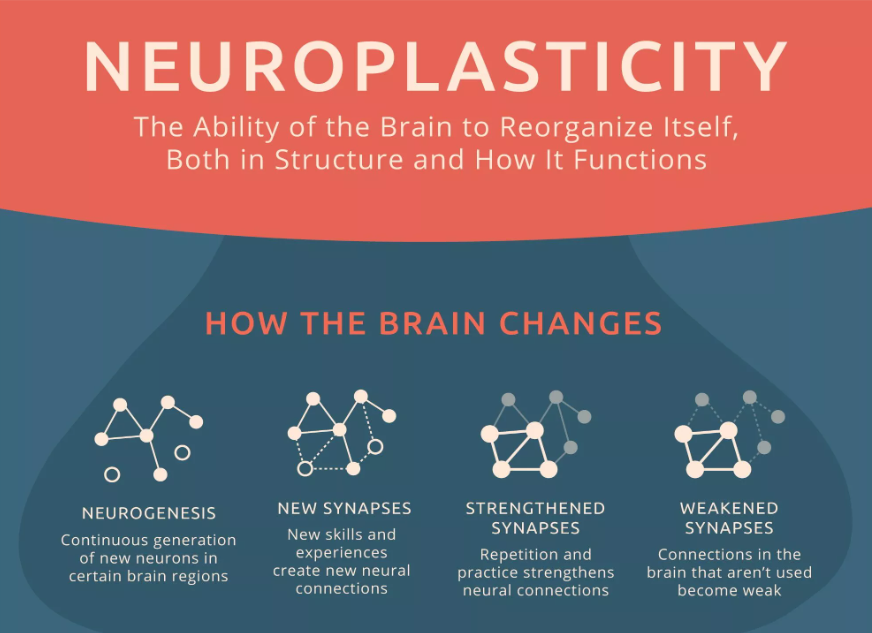 NEUROPLASTICITY
The Ability of the Brain to Reorganize Itself,
Both in Structure and How It Functions
HOW THE BRAIN CHANGES
NEUROGENESIS
Continuous generation
of new neurons in
certain brain regions
NEW SYNAPSES
New skills and
experiences
create new neural
connections
STRENGTHENED
SYNAPSES
Repetition and
practice strengthens
neural connections
WEAKENED
SYNAPSES
Connections in the
brain that aren’t used
become weak